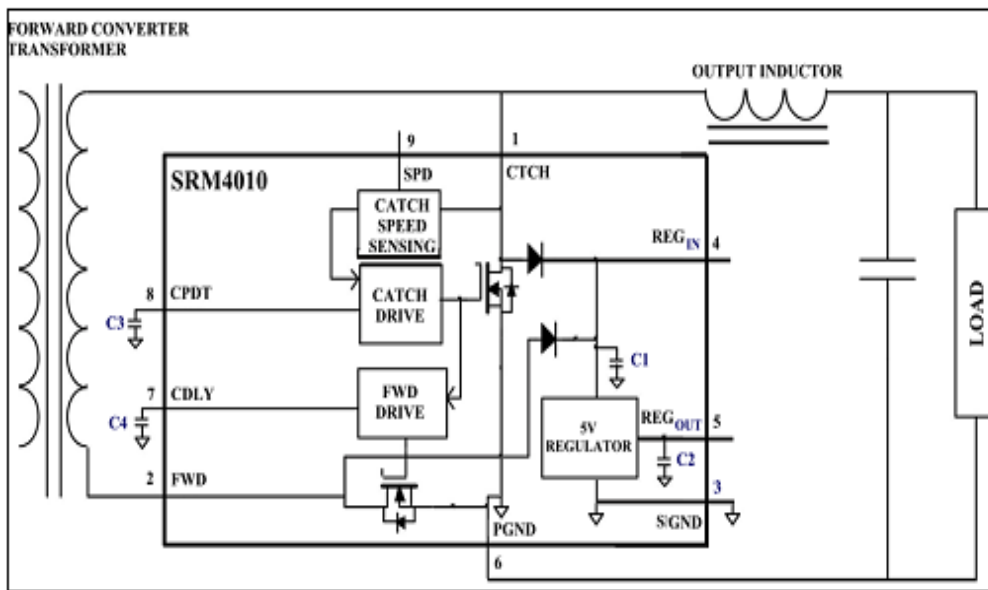 FORWARD CONVERTER
TRANSFORMER
OUTPUT INDUCTOR
9
1
SPD
CTCH
SRM4010
CATCH
SPEED
SENSING
REGIN
4
8
CPDT
CATCH
DRIVE
C3
C1
LOAD
7
CDLY
FWD
DRIVE
C4
5V
REGULATOR
REGOUT
5
C2
2
FWD
3
SGND
PGND
6